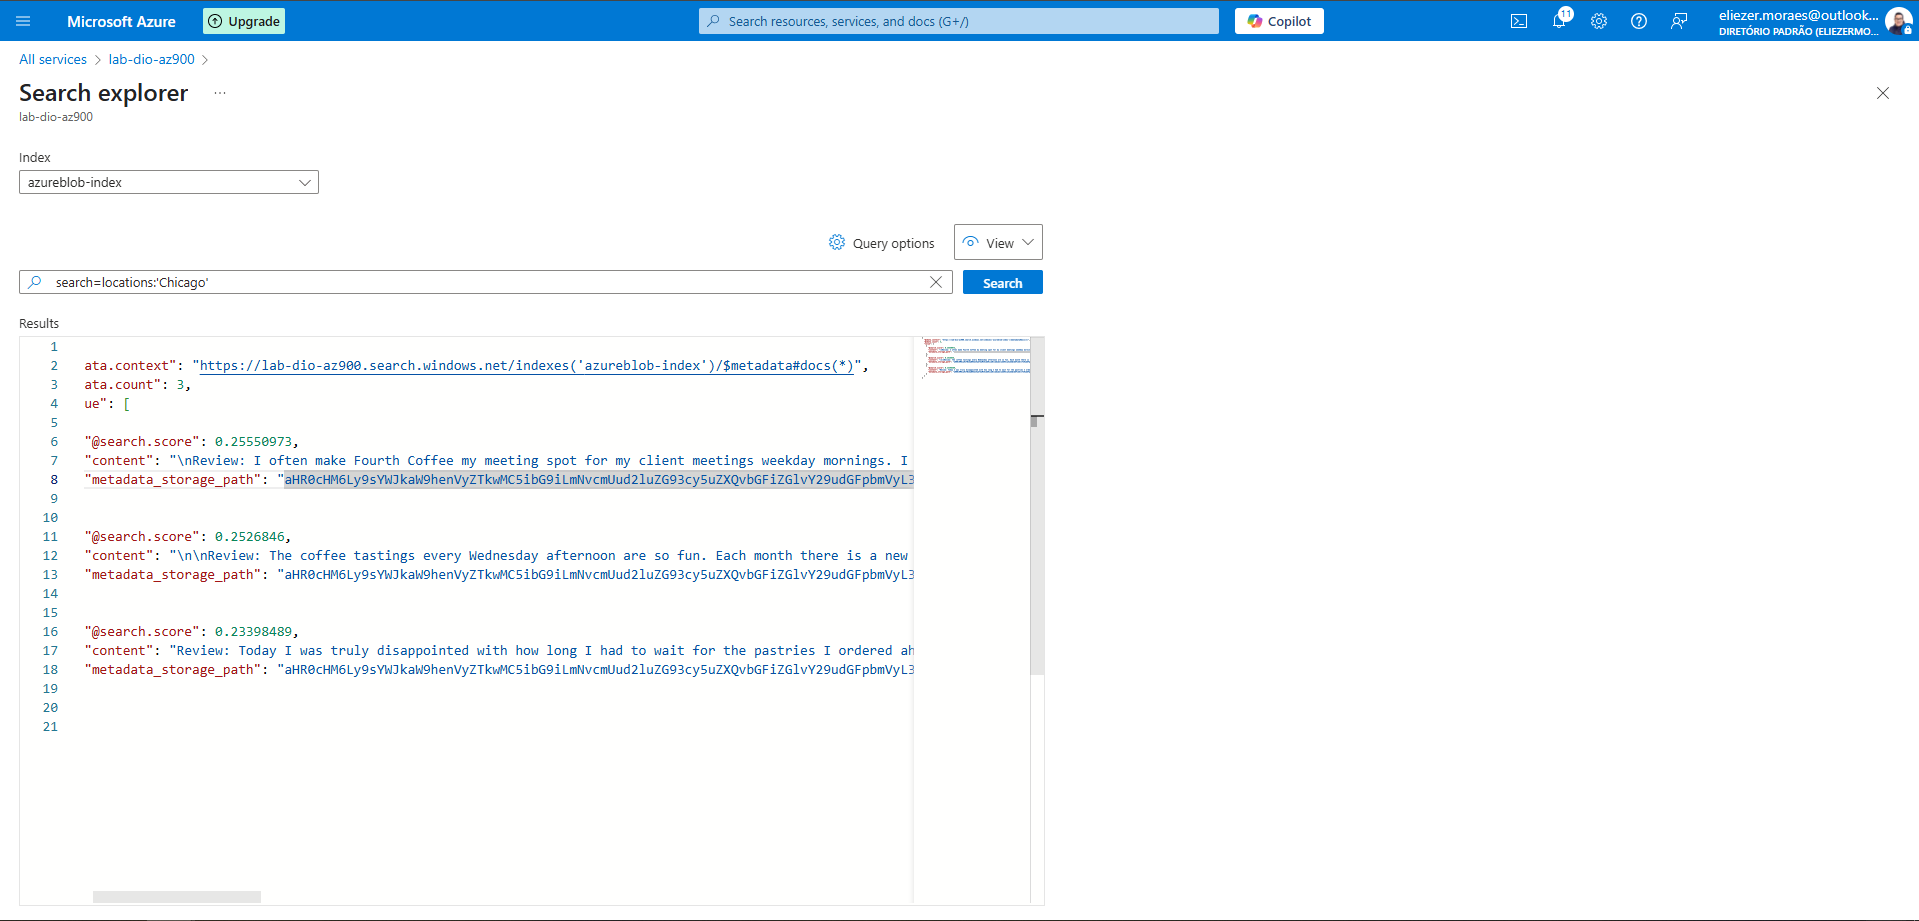 Microsoft Azure
Upgrade
Search resources, services, and docs (G+/)
Copilot
11
eliezer.moraes@outlook...
DIRETÓRIO PADRÃO (ELIEZERMO...
All services > lab-dio-az900 >
Search explorer ...
lab-dio-az900
Index
azureblob-index
Query options
View
search=locations:'Chicago'
Search
Results
1
2 ata.context": "https://lab-dio-az900.search.windows.net/indexes('azureblob-index')/$metadata#docs(*)",
3 ata.count": 3,
4 ue": [
5
6 "@search.score": 0.25550973,
7 "content": "\nReview: I often make Fourth Coffee my meeting spot for my client meetings weekday mornings. I
8 "metadata_storage_path": "aHR0cHM6Ly9sYWJkaW9henVyZTkwMC5ibG9iLmNvcmUud2luZG93cy5uZXQvbGFiZGlvY29udGFpbmVyL3
9
10
11 "@search.score": 0.2526846,
12 "content": "\n\nReview: The coffee tastings every Wednesday afternoon are so fun. Each month there is a new
13 "metadata_storage_path": "aHR0cHM6Ly9sYWJkaW9henVyZTkwMC5ibG9iLmNvcmUud2luZG93cy5uZXQvbGFiZGlvY29udGFpbmVyL3
14
15
16 "@search.score": 0.23398489,
17 "content": "Review: Today I was truly disappointed with how long I had to wait for the pastries I ordered ah
18 "metadata_storage_path": "aHR0cHM6Ly9sYWJkaW9henVyZTkwMC5ibG9iLmNvcmUud2luZG93cy5uZXQvbGFiZGlvY29udGFpbmVyL3
19
20
21